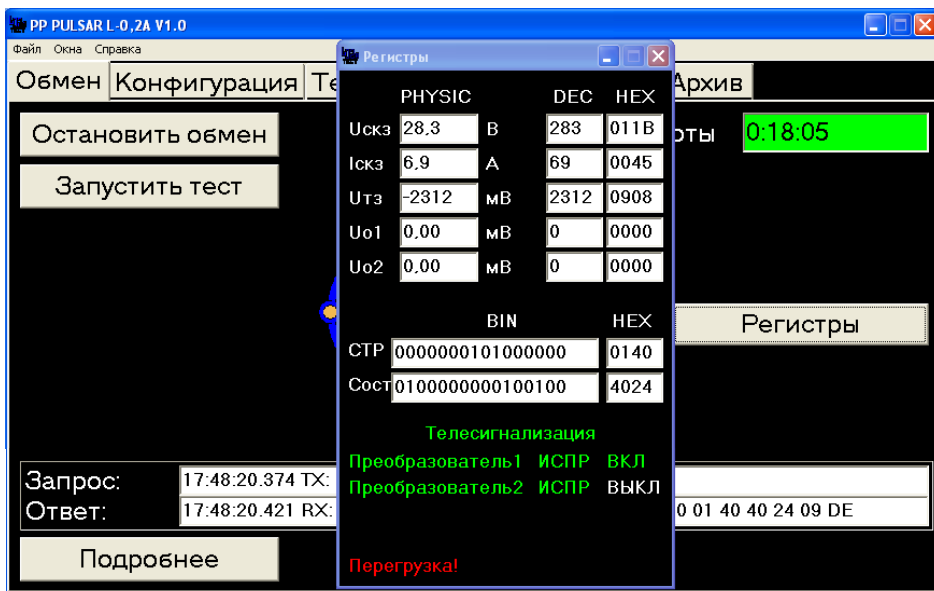 PP PULSAR L-0,2A V1.0
Файл Окна Справка
Обмен Конфигурация Те Архив
Остановить обмен
Запустить тест
оты 0:18:05
Регистры
Регистры
PHYSIC DEC HEX
Uскз 28,3 В 283 011B
Iскз 6,9 А 69 0045
Uтз -2312 мВ 2312 0908
Uо1 0,00 мВ 0 0000
Uо2 0,00 мВ 0 0000
BIN HEX
СТР 0000000101000000 0140
Сост 0100000000100100 4024
Телесигнализация
Преобразователь1 ИСПР ВКЛ
Преобразователь2 ИСПР ВЫКЛ
Перегрузка!
Запрос: 17:48:20.374 TX:
Ответ: 17:48:20.421 RX: 0 01 40 40 24 09 DE
Подробнее